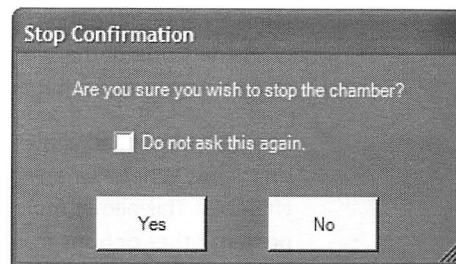 Stop Confirmation
Are you sure you wish to stop the chamber?
Do not ask this again.
Yes
No